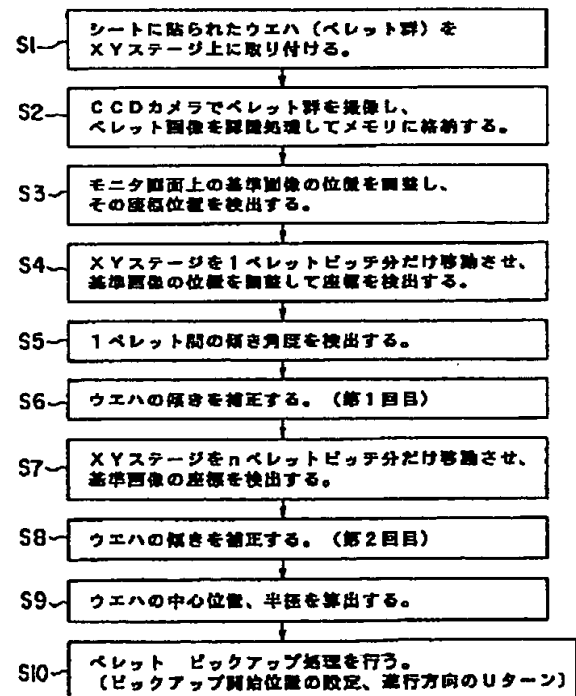 S1
シートに貼られたウエハ（ペレット群）を
XYステージ上に取り付ける。
S2
CCDカメラでペレット群を撮像し、
ペレット画像を認識処理してメモリに格納する。
S3
モニタ画面上の基準画像の位置を調整し、
その座標位置を検出する。
S4
XYステージを1ペレットピッチ分だけ移動させ、
基準画像の位置を調整して座標を検出する。
S5
1ペレット間の傾き角度を検出する。
S6
ウエハの傾きを補正する。（第1回目）
S7
XYステージをnペレットピッチ分だけ移動させ、
基準画像の座標を検出する。
S8
ウエハの傾きを補正する。（第2回目）
S9
ウエハの中心位置、半径を算出する。
S10
ペレット　ピックアップ処理を行う。
（ピックアップ開始位置の設定、進行方向のUターン）